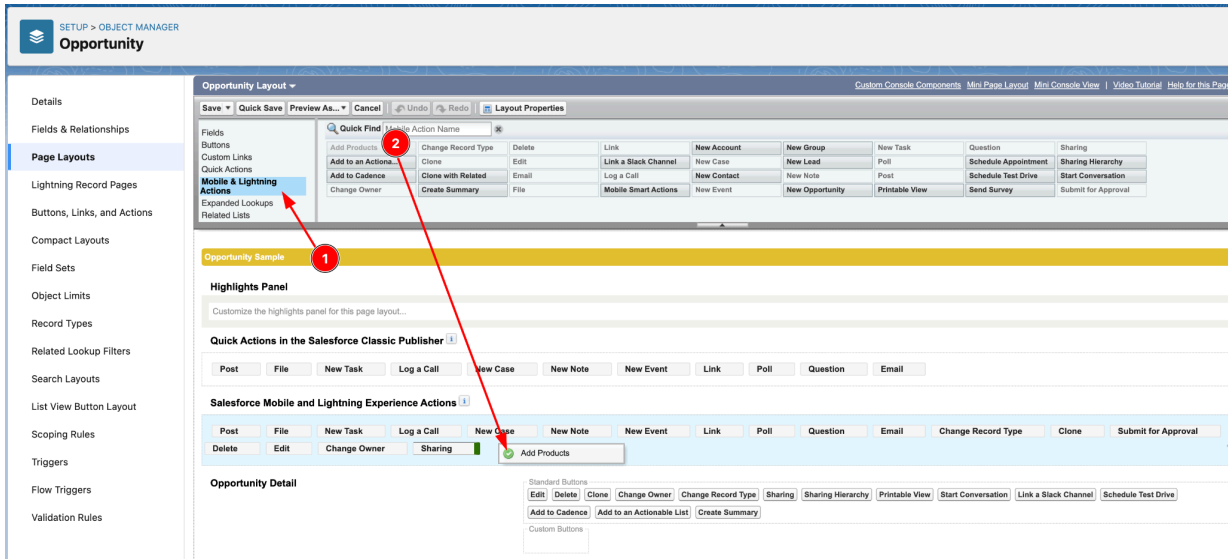 SETUP > OBJECT MANAGER
Opportunity
Details
Fields & Relationships
Page Layouts
Lightning Record Pages
Buttons, Links, and Actions
Compact Layouts
Field Sets
Object Limits
Record Types
Related Lookup Filters
Search Layouts
List View Button Layout
Scoping Rules
Triggers
Flow Triggers
Validation Rules
Opportunity Layout Custom Console Components Mini Page Layout Mini Console View | Video Tutorial Help for this Page
Save Quick Save Preview As... Cancel Undo Redo Layout Properties
Fields
Buttons
Custom Links
Quick Actions
Mobile & Lightning
Actions
Expanded Lookups
Related Lists
Quick Find Action Name
2
Add Products Change Record Type Delete Link New Account New Group New Task Question Sharing
Add to an Actiona... Clone Edit Link a Slack Channel New Case New Lead Poll Schedule Appointment Sharing Hierarchy
Add to Cadence Clone with Related Email Log a Call New Contact New Note Post Schedule Test Drive Start Conversation
Change Owner Create Summary File Mobile Smart Actions New Event New Opportunity Printable View Send Survey Submit for Approval
Opportunity Sample
1
Highlights Panel
Customize the highlights panel for this page layout...
Quick Actions in the Salesforce Classic Publisher i
Post File New Task Log a Call New Case New Note New Event Link Poll Question Email
Salesforce Mobile and Lightning Experience Actions i
Post File New Task Log a Call New Case New Note New Event Link Poll Question Email Change Record Type Clone Submit for Approval
Delete Edit Change Owner Sharing Add Products
Opportunity Detail
Standard Buttons
Edit Delete Clone Change Owner Change Record Type Sharing Sharing Hierarchy Printable View Start Conversation Link a Slack Channel Schedule Test Drive
Add to Cadence Add to an Actionable List Create Summary
Custom Buttons